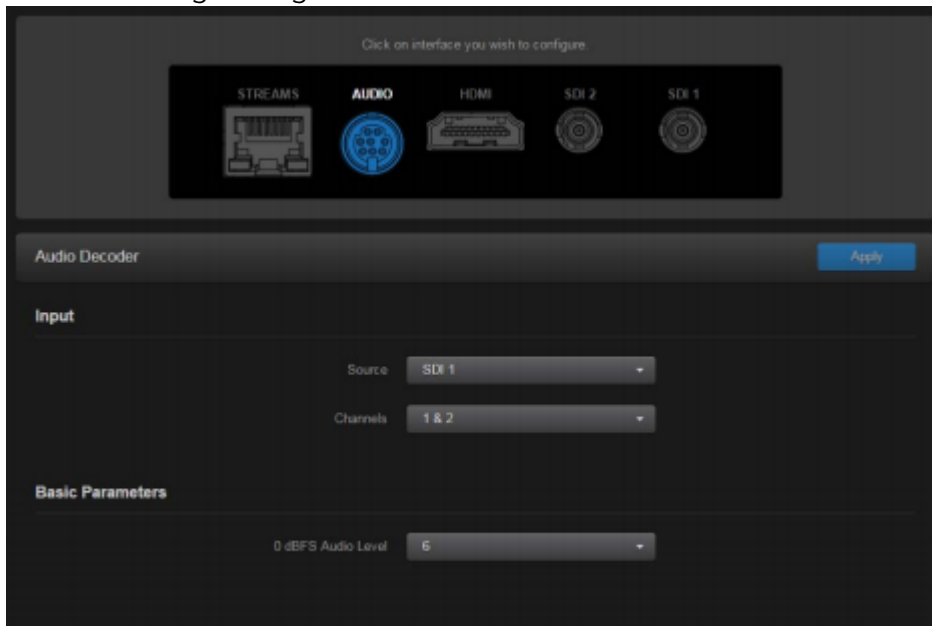 Click on interface you wish to configure.
STREAMS AUDIO HDMI SDI 2 SDI 1
Audio Decoder Apply
Input
Source SDI 1
Channels 1 & 2
Basic Parameters
0 dBFS Audio Level 6